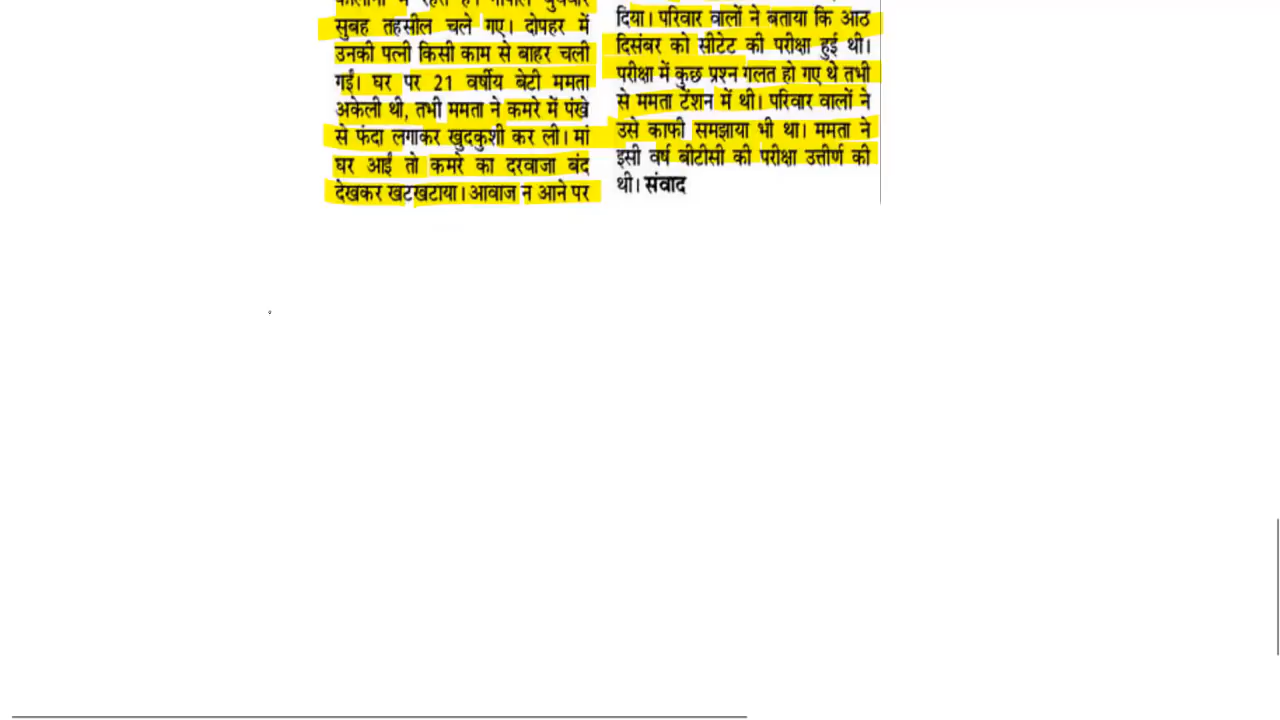 सुबह तहसील चले गए। दोपहर में
उनकी पत्नी किसी काम से बाहर चली
गईं। घर पर 21 वर्षीय बेटी ममता
अकेली थी, तभी ममता ने कमरे में पंखे
से फंदा लगाकर खुदकुशी कर ली। मां
घर आईं तो कमरे का दरवाजा बंद
देखकर खटखटाया। आवाज न आने पर
दिया। परिवार वालों ने बताया कि आठ
दिसंबर को सीटेट की परीक्षा हुई थी।
परीक्षा में कुछ प्रश्न गलत हो गए थे तभी
से ममता टेंशन में थी। परिवार वालों ने
उसे काफी समझाया भी था। ममता ने
इसी वर्ष बीटीसी की परीक्षा उत्तीर्ण की
थी। संवाद